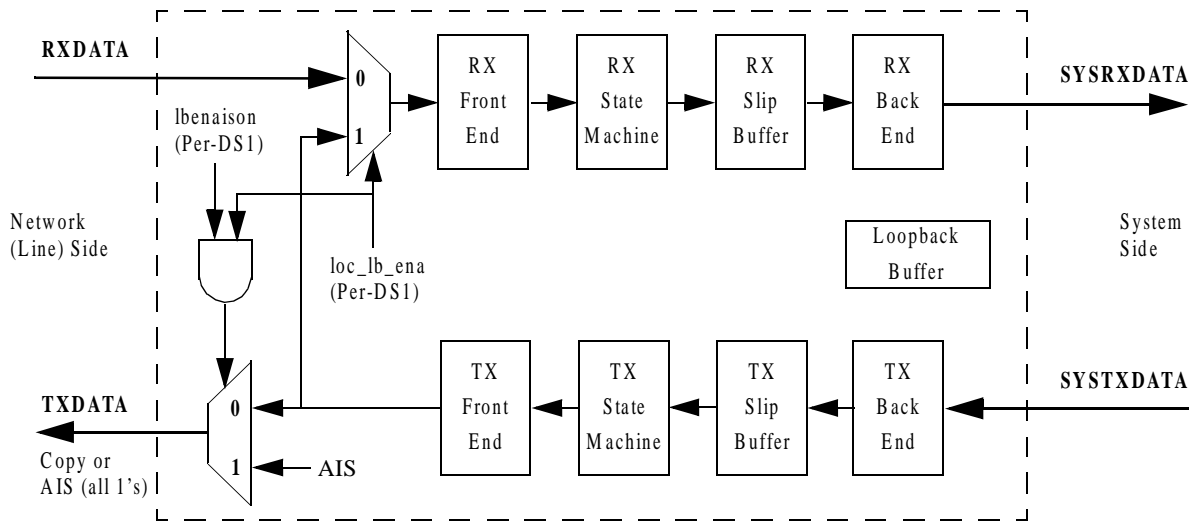 RXDATA
0
1
RX
Front
End
RX
State
Machine
RX
Slip
Buffer
RX
Back
End
SYSRXDATA
lbenaison
(Per-DS1)
Network
(Line) Side
loc_lb_ena
(Per-DS1)
Loopback
Buffer
System
Side
TXDATA
Copy or
AIS (all 1's)
0
1
AIS
TX
Front
End
TX
State
Machine
TX
Slip
Buffer
TX
Back
End
SYSTXDATA